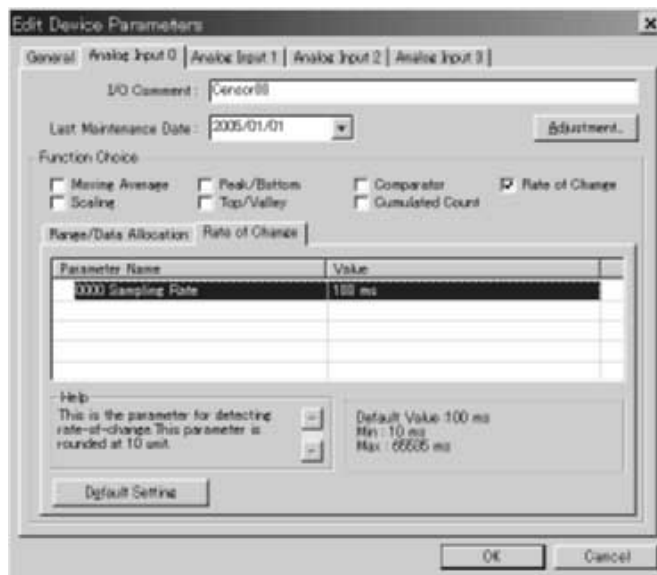 Edit Device Parameters
General Analog Input 0 Analog Input 1 Analog Input 2 Analog Input 3
I/O Comment :
Last Maintenance Date : 2005/01/01 Adjustment..
Function Choice
Moving Average Peak/Bottom Comparator Rate of Change
Scaling Top/Valley Cumulated Count
Range/Data Allocation Rate of Change
Parameter Name Value
0000 Sampling Rate 100 ms
Help
This is the parameter for detecting
rate-of-change.This parameter is
rounded at 10 unit.
Default Value :100 ms
Min : 10 ms
Max : 65535 ms
Default Setting
OK Cancel